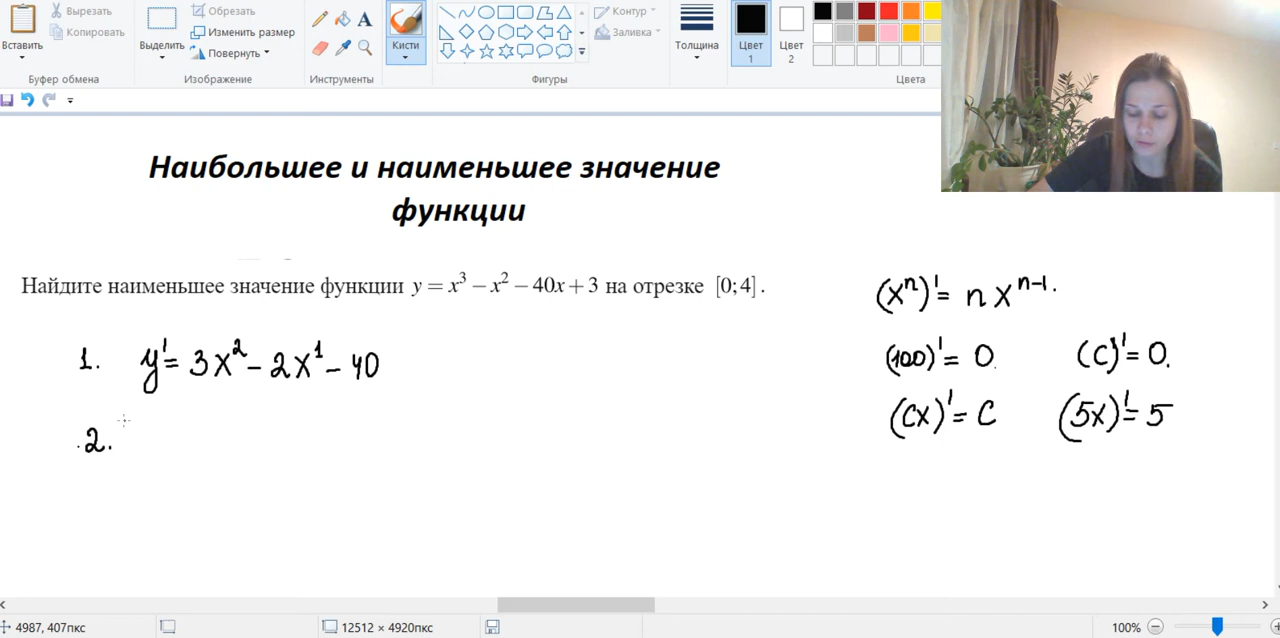 Вставить
Вырезать
Копировать
Буфер обмена
Выделить
Обрезать
Изменить размер
Повернуть
Изображение
Инструменты
Кисти
Фигуры
Контур
Заливка
Толщина
Цвет
1
Цвет
2
Цвета
Наибольшее и наименьшее значение
функции
Найдите наименьшее значение функции y = x³ − x² − 40x + 3 на отрезке [0;4].
1. y' = 3x² − 2x¹ − 40
2.
(xⁿ)' = n xⁿ⁻¹.
(100)' = 0. (C)' = 0.
(Cx)' = C (5x)' = 5
4987, 407пкс
12512 × 4920пкс
100%